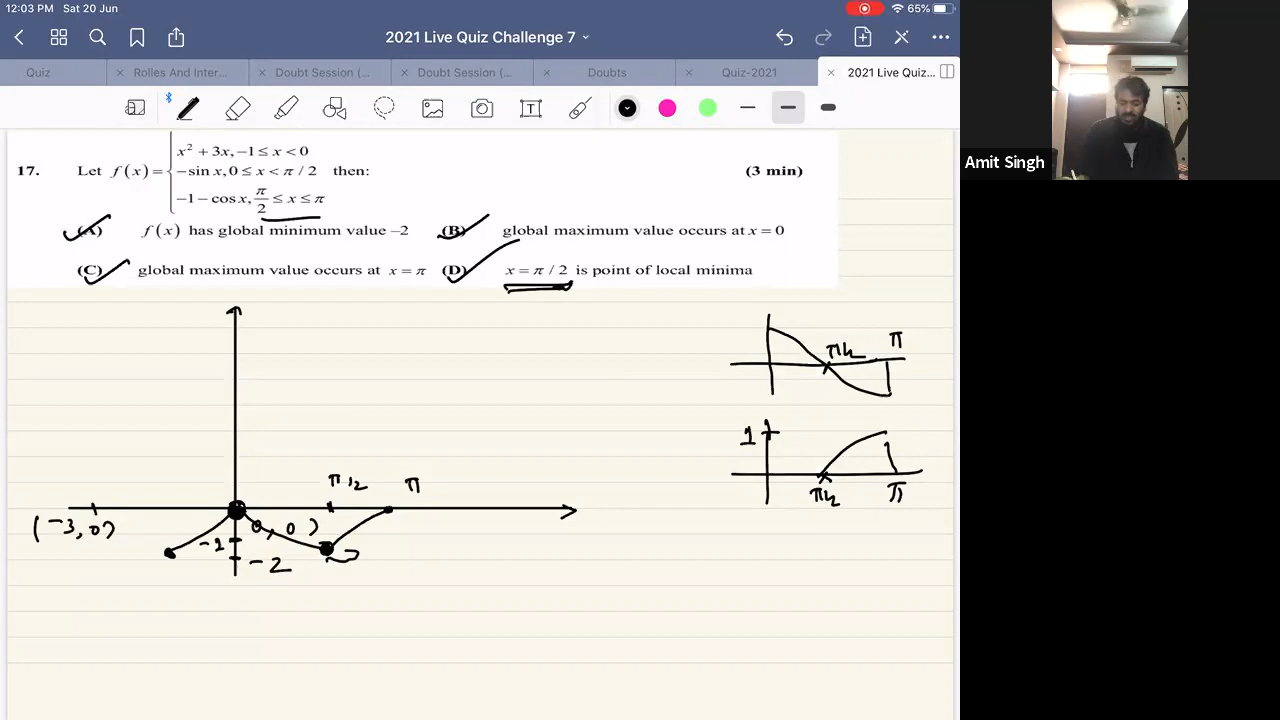 12:03 PM Sat 20 Jun
65%
2021 Live Quiz Challenge 7
Quiz
Rolles And Inter...
Doubt Session (...
Doubt Session (...
Doubts
Quiz-2021
2021 Live Quiz...
x² + 3x, −1 ≤ x < 0
17. Let f(x) = −sin x, 0 ≤ x < π / 2 then: (3 min)
−1 − cos x, π/2 ≤ x ≤ π
(A) f(x) has global minimum value −2 (B) global maximum value occurs at x = 0
(C) global maximum value occurs at x = π (D) x = π / 2 is point of local minima
π/2 π
1
π/2 π
π/2 π
(-3, 0) 0, 0)
-1
-2
Amit Singh